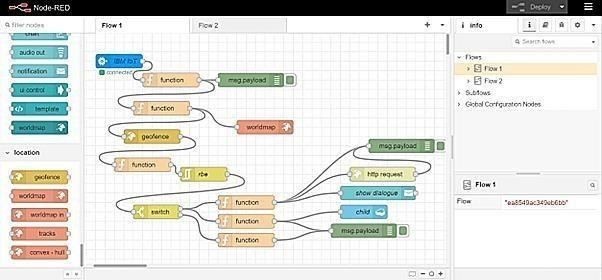 Node-RED
Deploy
filter nodes
Flow 1
Flow 2
info
Search flows
chart
audio out
notification
ui control
template
worldmap
location
geofence
worldmap
worldmap in
tracks
convex - hull
IBM IoT
connected
function
msg.payload
function
worldmap
geofence
function
rbe
switch
function
function
function
msg.payload
http request
show dialogue
child
msg.payload
Flows
Flow 1
Flow 2
Subflows
Global Configuration Nodes
Flow 1
Flow
"ea8549ac349eb6bb"